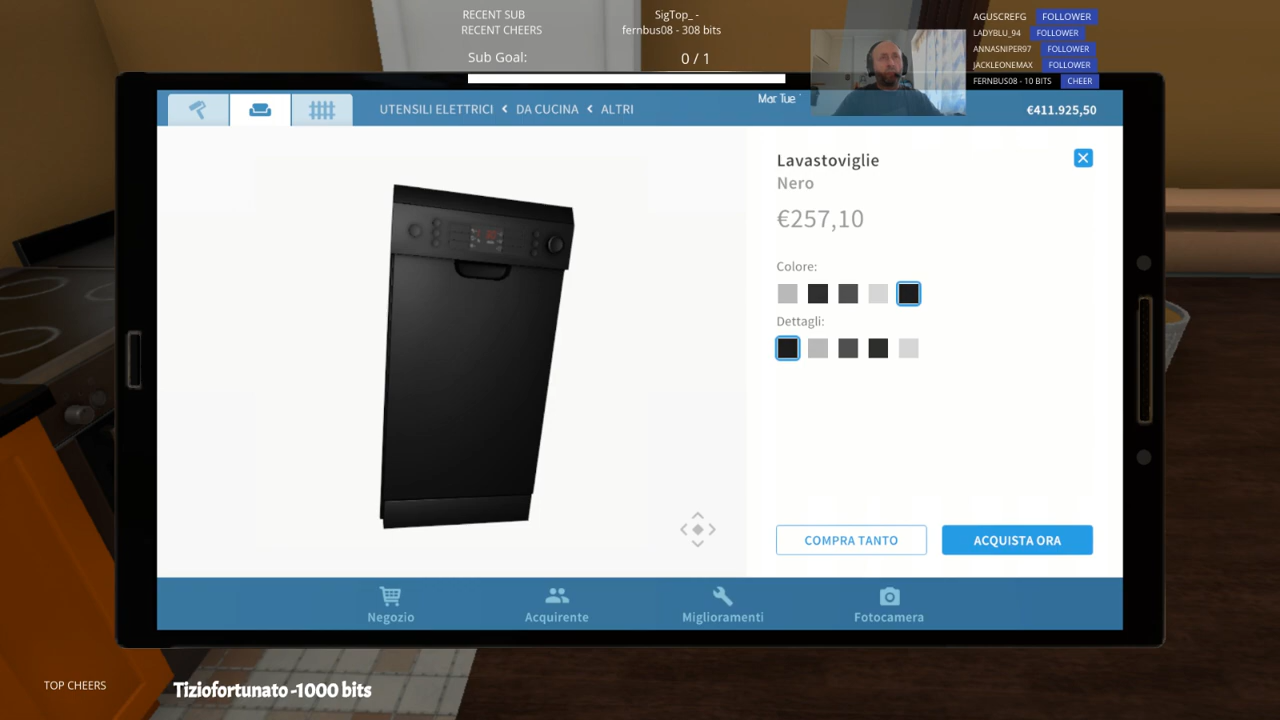 RECENT SUB
SigTop_ -
RECENT CHEERS
fernbus08 - 308 bits
Sub Goal:
0 / 1
AGUSCREFG FOLLOWER
LADYBLU_94 FOLLOWER
ANNASNIPER97 FOLLOWER
JACKLEONEMAX FOLLOWER
FERNBUS08 - 10 BITS CHEER
UTENSILI ELETTRICI < DA CUCINA < ALTRI
Mar Tue
€411.925,50
Lavastoviglie
Nero
€257,10
Colore:
Dettagli:
COMPRA TANTO
ACQUISTA ORA
Negozio
Acquirente
Miglioramenti
Fotocamera
TOP CHEERS
Tiziofortunato -1000 bits